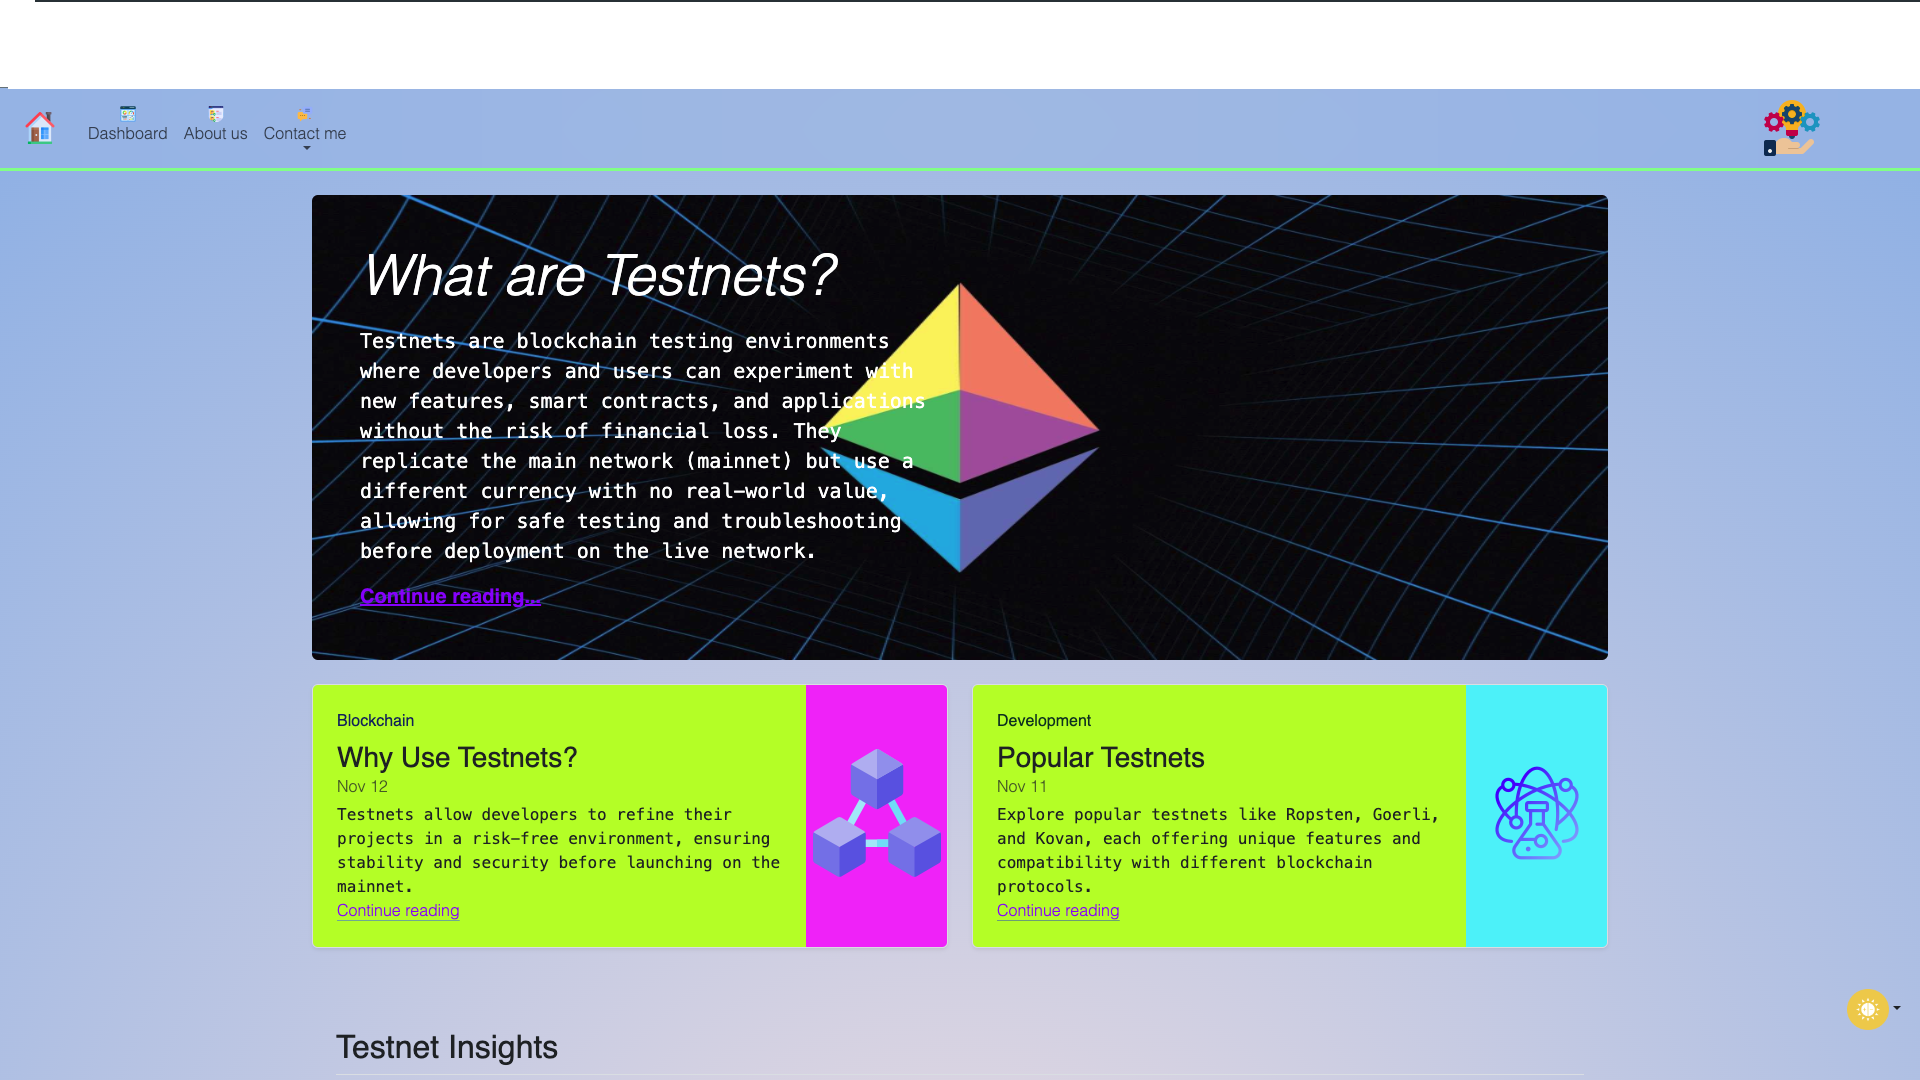 Dashboard
About us
Contact me
What are Testnets?
Testnets are blockchain testing environments
where developers and users can experiment with
new features, smart contracts, and applications
without the risk of financial loss. They
replicate the main network (mainnet) but use a
different currency with no real-world value,
allowing for safe testing and troubleshooting
before deployment on the live network.
Continue reading...
Blockchain
Why Use Testnets?
Nov 12
Testnets allow developers to refine their
projects in a risk-free environment, ensuring
stability and security before launching on the
mainnet.
Continue reading
Development
Popular Testnets
Nov 11
Explore popular testnets like Ropsten, Goerli,
and Kovan, each offering unique features and
compatibility with different blockchain
protocols.
Continue reading
Testnet Insights